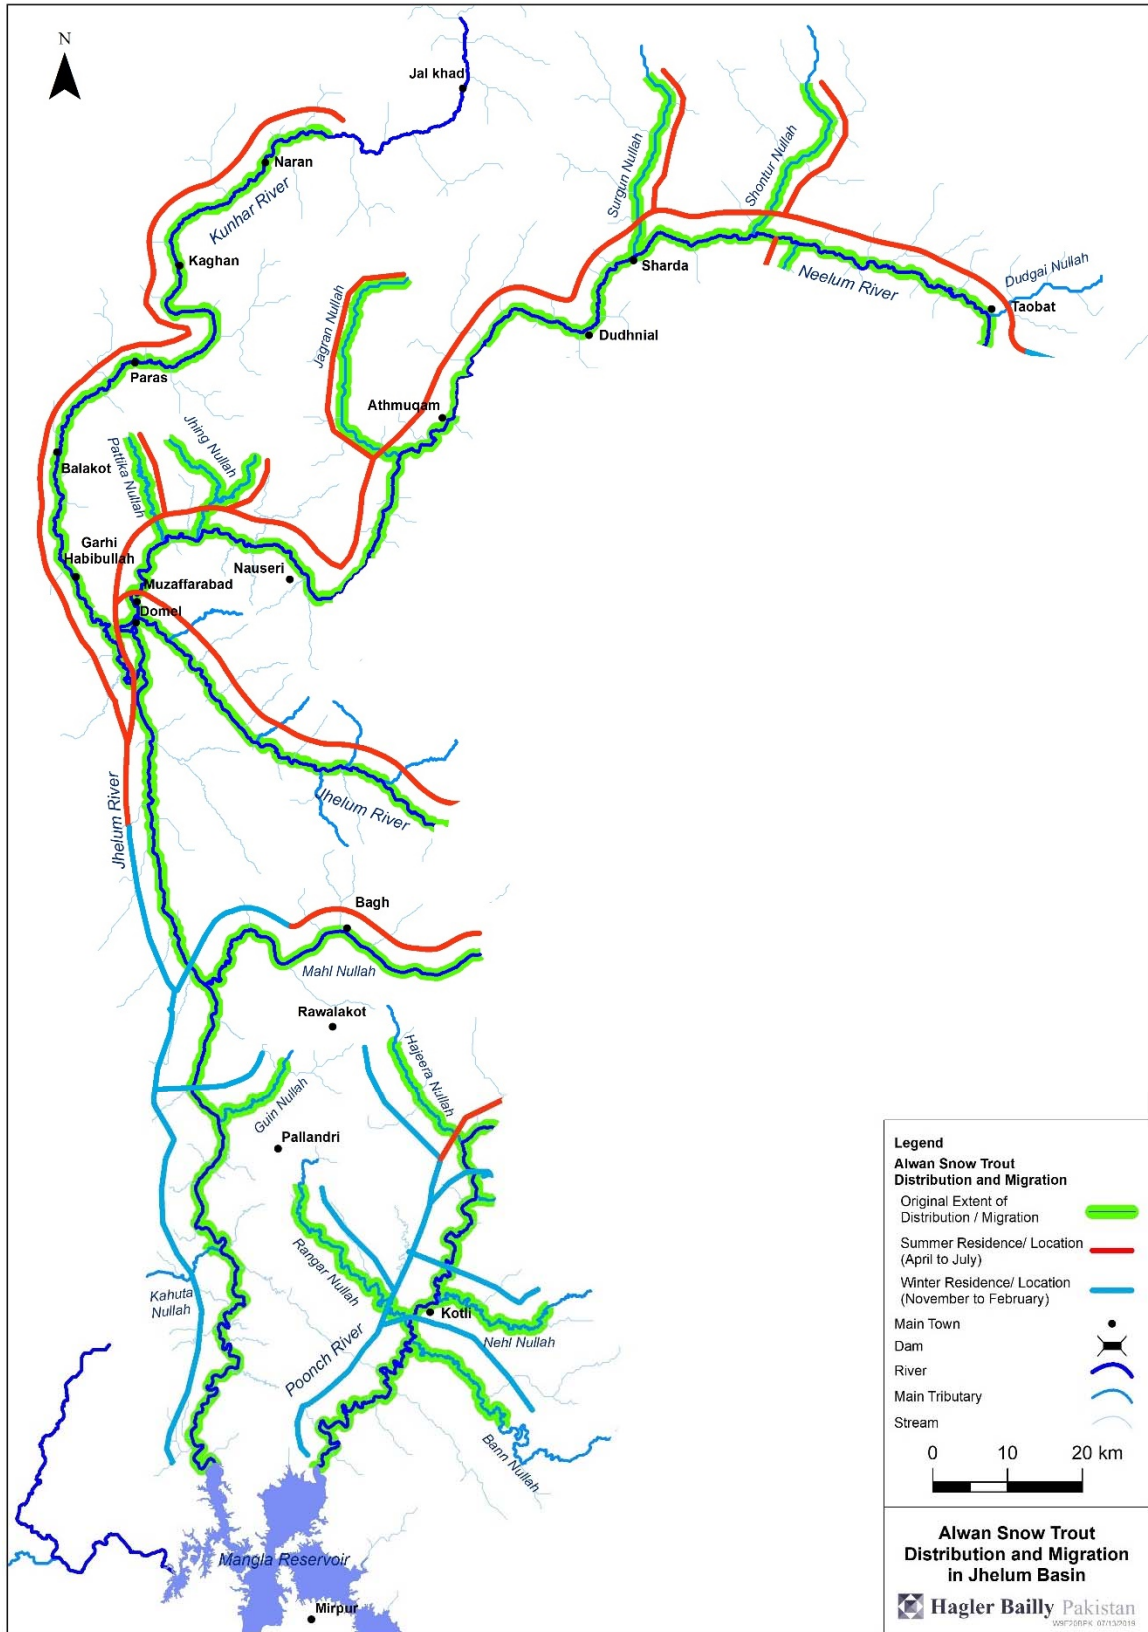 N
Jal khad
Naran
Kunhar River
Kaghan
Surgun Nullah
Shontur Nullah
Sharda
Neelum River
Dudgai Nullah
Taobat
Dudhnial
Jagran Nullah
Paras
Athmuqam
Jhing Nullah
Pattika Nullah
Balakot
Garhi
Habibullah
Nauseri
Muzaffarabad
Domel
Jhelum River
Jhelum River
Bagh
Mahl Nullah
Rawalakot
Hajeera Nullah
Guin Nullah
Pallandri
Rangar Nullah
Kahuta
Nullah
Kotli
Nehl Nullah
Poonch River
Bann Nullah
Mangla Reservoir
Mirpur
Legend
Alwan Snow Trout
Distribution and Migration
Original Extent of
Distribution / Migration
Summer Residence/ Location
(April to July)
Winter Residence/ Location
(November to February)
Main Town
Dam
River
Main Tributary
Stream
0 10 20 km
Alwan Snow Trout
Distribution and Migration
in Jhelum Basin
Hagler Bailly Pakistan
07/13/2019